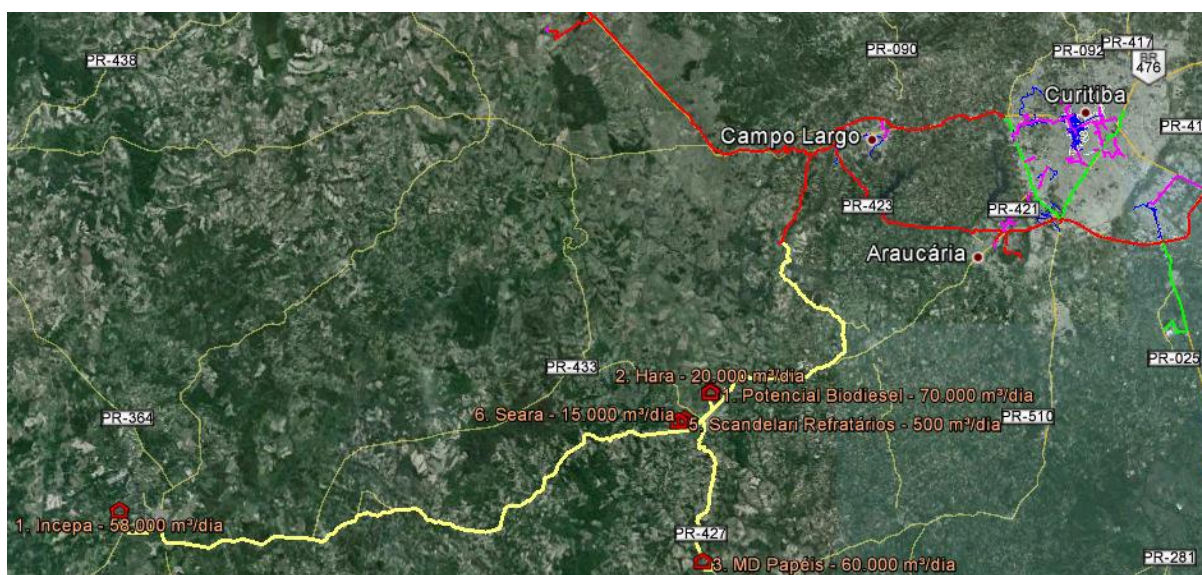 PR-417
PR-090
PR-092
BR
476
PR-438
Curitiba
PR-41
Campo Largo
PR-423
PR-421
Araucária
PR-025
PR-433
2. Hara - 20.000 m³/dia
1. Potencial Biodiesel - 70.000 m³/dia
6. Seara - 15.000 m³/dia
5. Scandelari Refratários - 500 m³/dia
PR-510
PR-364
1. Incepa - 58.000 m³/dia
PR-427
3. MD Papéis - 60.000 m³/dia
PR-281